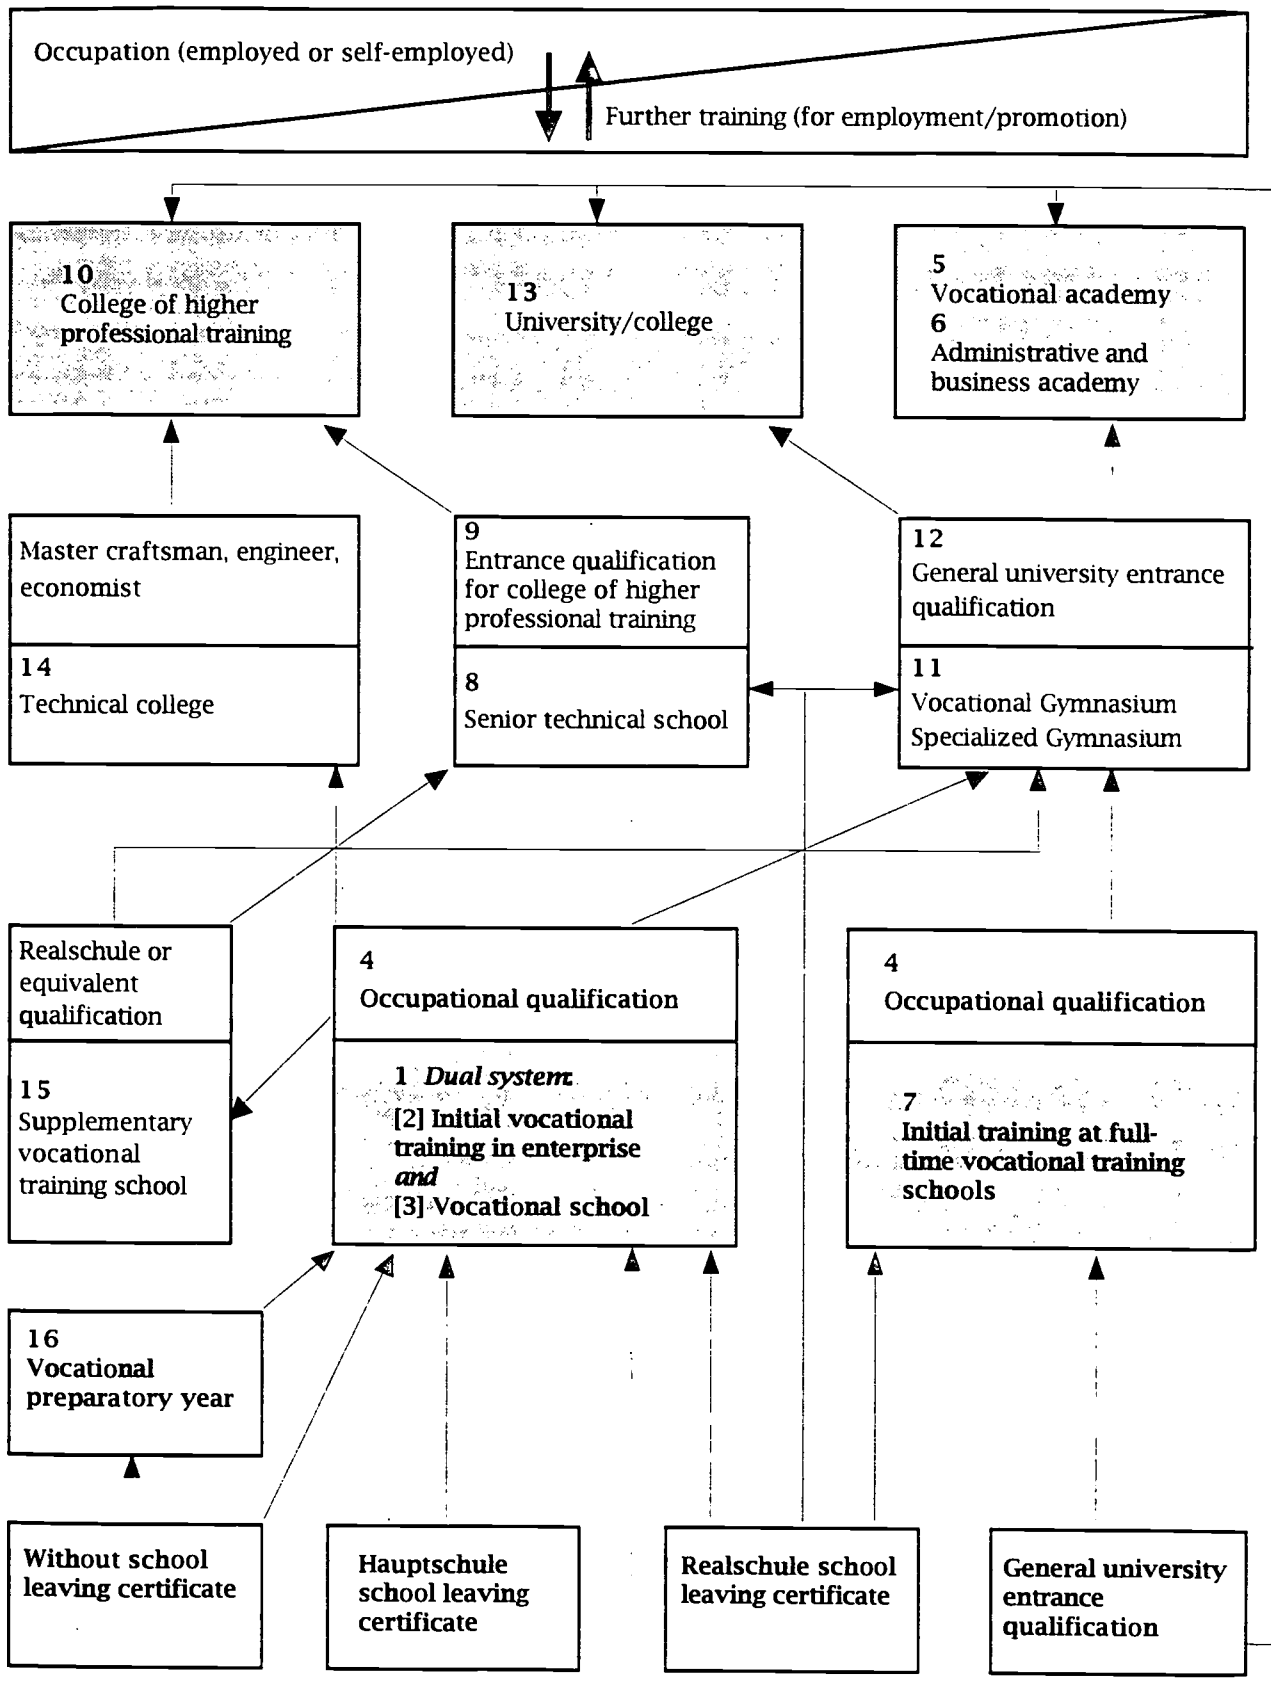 Occupation (employed or self-employed)
Further training (for employment/promotion)
10
College of higher
professional training
13
University/college
5
Vocational academy
6
Administrative and
business academy
Master craftsman, engineer,
economist
14
Technical college
9
Entrance qualification
for college of higher
professional training
8
Senior technical school
12
General university entrance
qualification
11
Vocational Gymnasium
Specialized Gymnasium
Realschule or
equivalent
qualification
15
Supplementary
vocational
training school
4
Occupational qualification
1 Dual system:
[2] Initial vocational
training in enterprise
and
[3] Vocational school
4
Occupational qualification
7
Initial training at full-
time vocational training
schools
16
Vocational
preparatory year
Without school
leaving certificate
Hauptschule
school leaving
certificate
Realschule school
leaving certificate
General university
entrance
qualification